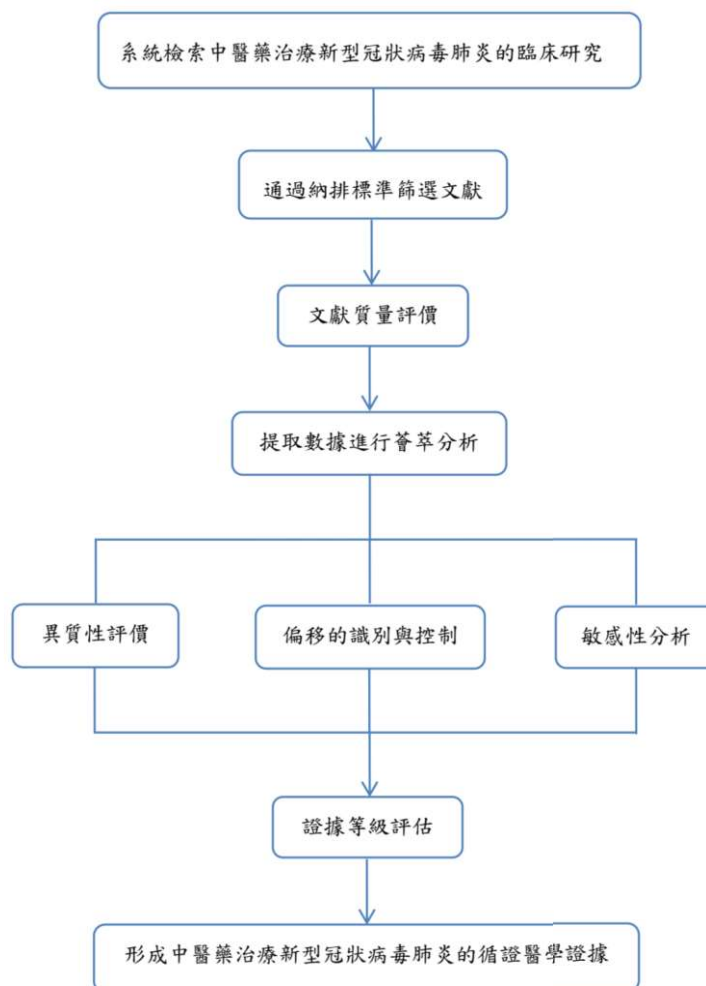 系統檢索中醫藥治療新型冠狀病毒肺炎的臨床研究
通過納排標準篩選文獻
文獻質量評價
提取數據進行薈萃分析
異質性評價
偏移的識別與控制
敏感性分析
證據等級評估
形成中醫藥治療新型冠狀病毒肺炎的循證醫學證據